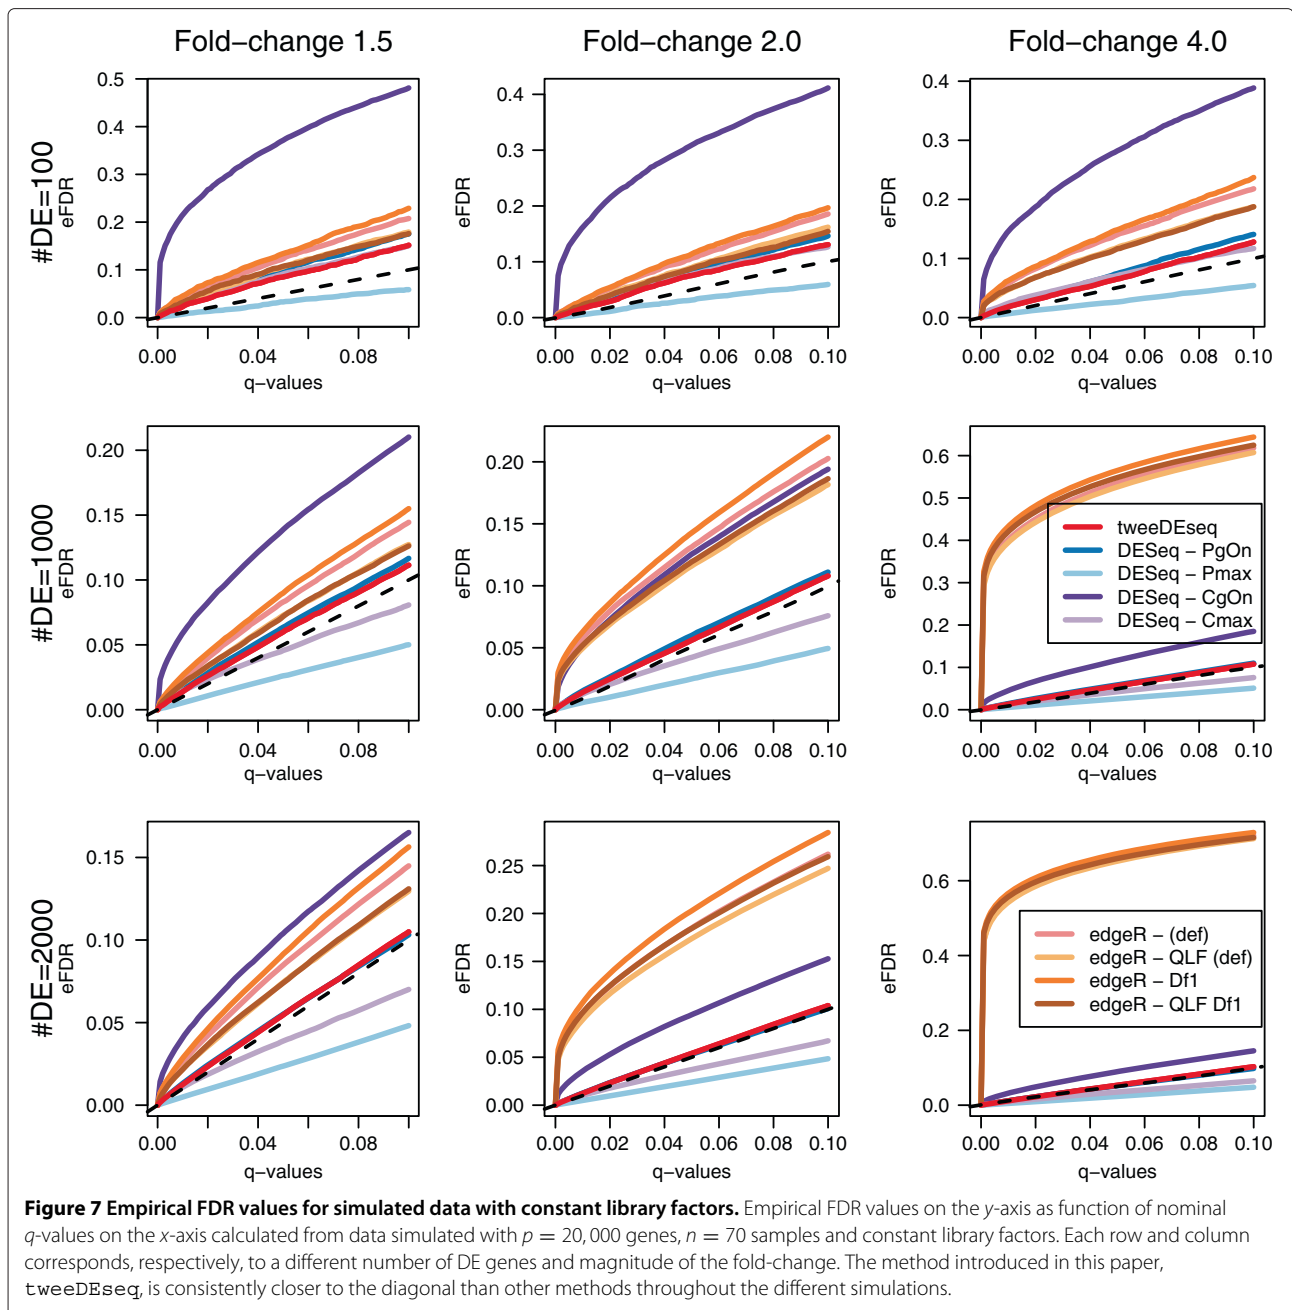 Fold−change 1.5
Fold−change 2.0
Fold−change 4.0
#DE=100
eFDR
0.5
0.4
0.3
0.2
0.1
0.0
0.00
0.04
0.08
q−values
eFDR
0.4
0.3
0.2
0.1
0.0
0.00
0.02
0.04
0.06
0.08
0.10
q−values
eFDR
0.4
0.3
0.2
0.1
0.0
0.00
0.02
0.04
0.06
0.08
0.10
q−values
#DE=1000
eFDR
0.20
0.15
0.10
0.05
0.00
0.00
0.04
0.08
q−values
eFDR
0.20
0.15
0.10
0.05
0.00
0.00
0.02
0.04
0.06
0.08
0.10
q−values
eFDR
0.6
0.5
0.4
0.3
0.2
0.1
0.0
tweeDEseq
DESeq − PgOn
DESeq − Pmax
DESeq − CgOn
DESeq − Cmax
0.00
0.02
0.04
0.06
0.08
0.10
q−values
#DE=2000
eFDR
0.15
0.10
0.05
0.00
0.00
0.04
0.08
q−values
eFDR
0.25
0.20
0.15
0.10
0.05
0.00
0.00
0.02
0.04
0.06
0.08
0.10
q−values
eFDR
0.6
0.4
0.2
0.0
edgeR − (def)
edgeR − QLF (def)
edgeR − Df1
edgeR − QLF Df1
0.00
0.02
0.04
0.06
0.08
0.10
q−values
Figure 7 Empirical FDR values for simulated data with constant library factors. Empirical FDR values on the y-axis as function of nominal
q-values on the x-axis calculated from data simulated with p = 20, 000 genes, n = 70 samples and constant library factors. Each row and column
corresponds, respectively, to a different number of DE genes and magnitude of the fold-change. The method introduced in this paper,
tweeDEseq, is consistently closer to the diagonal than other methods throughout the different simulations.